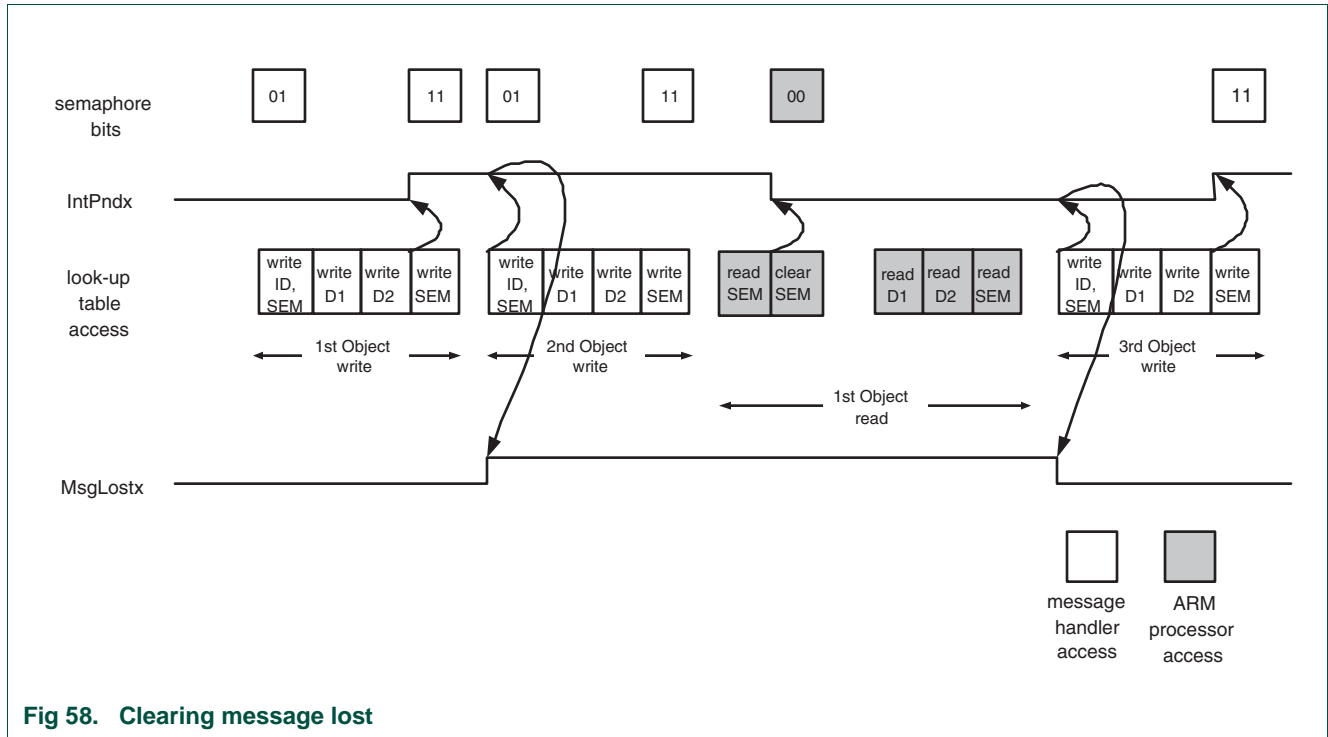 semaphore
bits
01
11
01
11
00
11
IntPndx
look-up
table
access
write
ID,
SEM
write
D1
write
D2
write
SEM
write
ID,
SEM
write
D1
write
D2
write
SEM
read
SEM
clear
SEM
read
D1
read
D2
read
SEM
write
ID,
SEM
write
D1
write
D2
write
SEM
1st Object
write
2nd Object
write
3rd Object
write
1st Object
read
MsgLostx
message
handler
access
ARM
processor
access
Fig 58. Clearing message lost